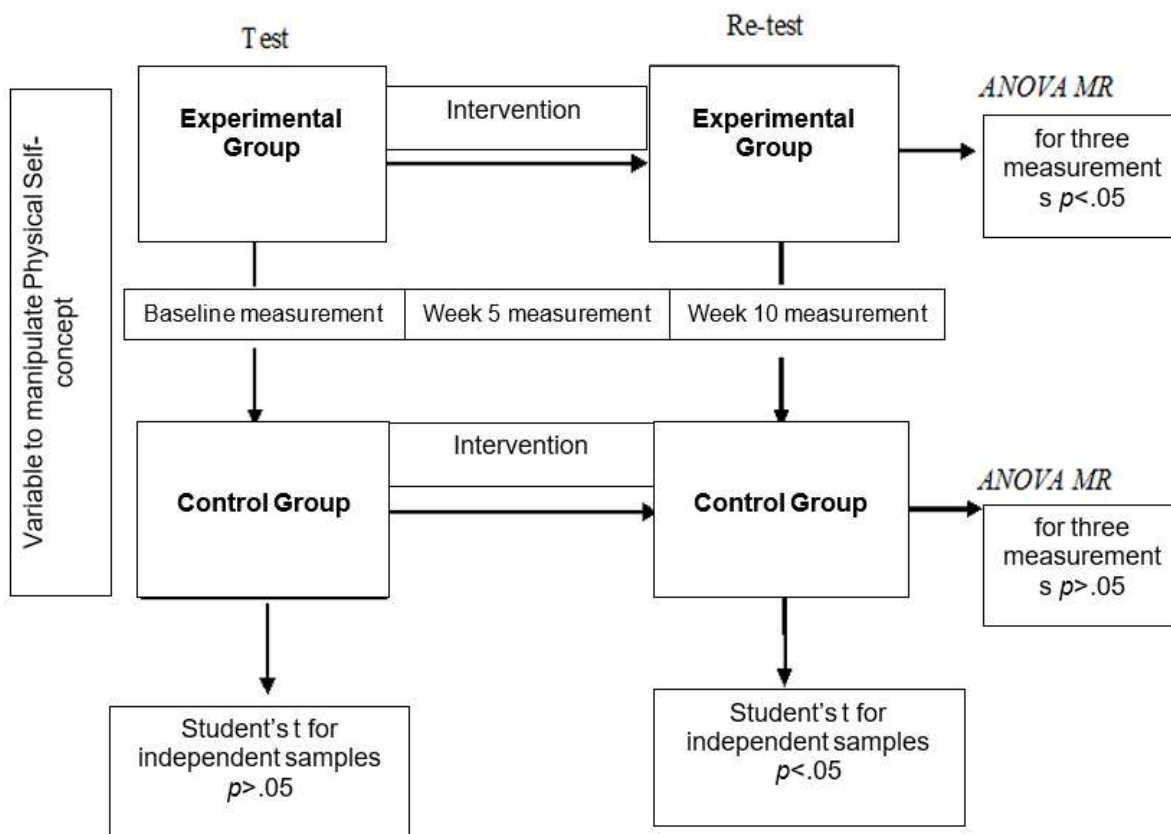 Test
Re-test
Variable to manipulate Physical Self-
concept
Experimental
Group
Intervention
Experimental
Group
ANOVA MR
for three
measurement
s p<.05
Baseline measurement
Week 5 measurement
Week 10 measurement
Control Group
Intervention
Control Group
ANOVA MR
for three
measurement
s p>.05
Student’s t for
independent samples
p>.05
Student’s t for
independent samples
p<.05